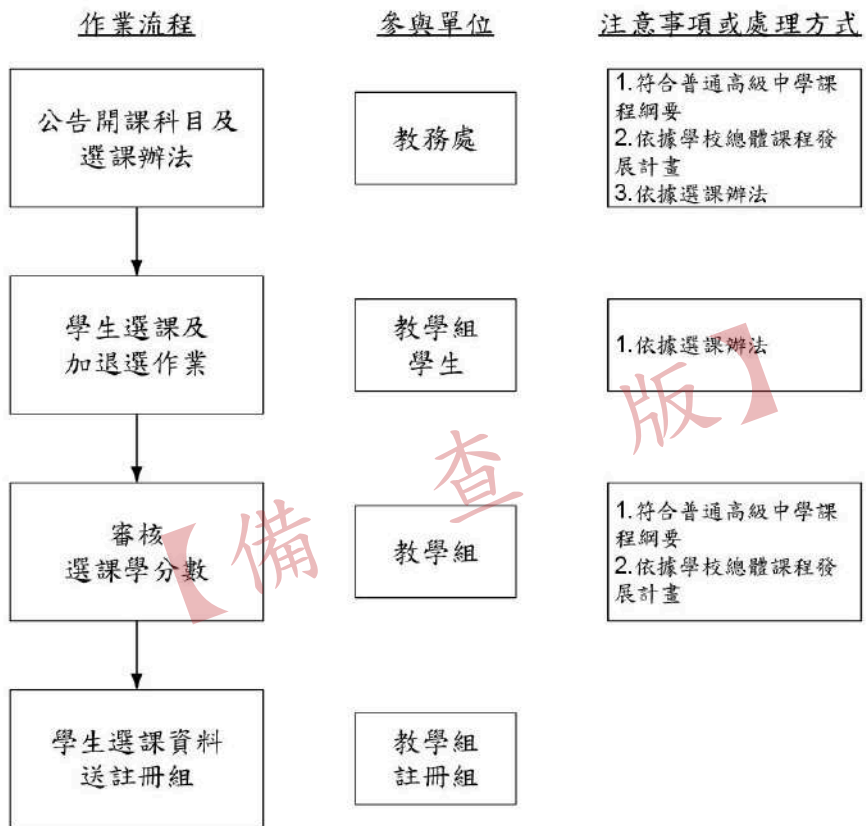 作業流程
參與單位
注意事項或處理方式
公告開課科目及
選課辦法
教務處
1.符合普通高級中學課
程綱要
2.依據學校總體課程發
展計畫
3.依據選課辦法
學生選課及
加退選作業
教學組
學生
1.依據選課辦法
審核
選課學分數
教學組
1.符合普通高級中學課
程綱要
2.依據學校總體課程發
展計畫
學生選課資料
送註冊組
教學組
註冊組
【備查版】